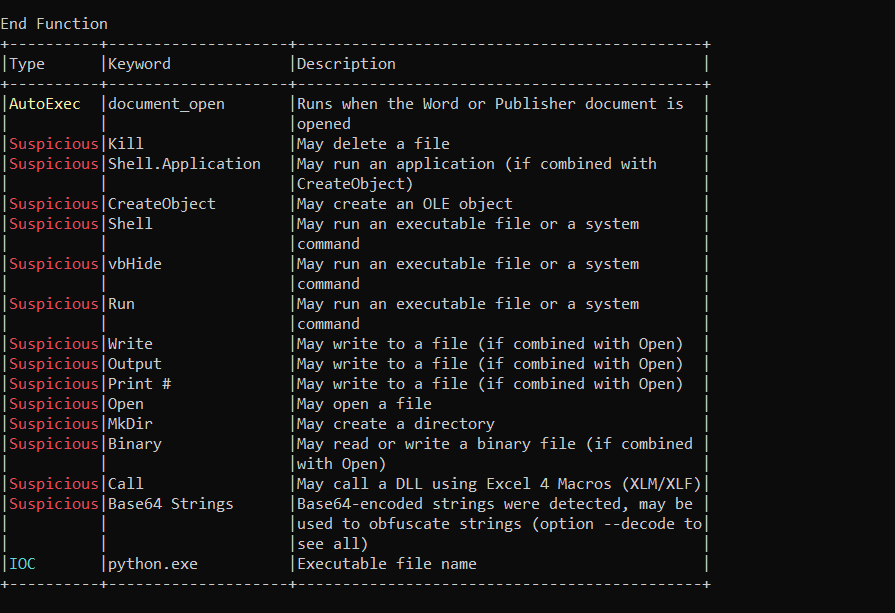 End Function
+----------+--------------------+---------------------------------------------+
|Type      |Keyword             |Description                                  |
+----------+--------------------+---------------------------------------------+
|AutoExec  |document_open       |Runs when the Word or Publisher document is  |
|          |                    |opened                                       |
|Suspicious|Kill                |May delete a file                            |
|Suspicious|Shell.Application   |May run an application (if combined with     |
|          |                    |CreateObject)                                |
|Suspicious|CreateObject        |May create an OLE object                     |
|Suspicious|Shell               |May run an executable file or a system       |
|          |                    |command                                      |
|Suspicious|vbHide              |May run an executable file or a system       |
|          |                    |command                                      |
|Suspicious|Run                 |May run an executable file or a system       |
|          |                    |command                                      |
|Suspicious|Write               |May write to a file (if combined with Open)  |
|Suspicious|Output              |May write to a file (if combined with Open)  |
|Suspicious|Print #             |May write to a file (if combined with Open)  |
|Suspicious|Open                |May open a file                              |
|Suspicious|MkDir               |May create a directory                       |
|Suspicious|Binary              |May read or write a binary file (if combined |
|          |                    |with Open)                                   |
|Suspicious|Call                |May call a DLL using Excel 4 Macros (XLM/XLF)|
|Suspicious|Base64 Strings      |Base64-encoded strings were detected, may be |
|          |                    |used to obfuscate strings (option --decode to|
|          |                    |see all)                                     |
|IOC       |python.exe          |Executable file name                         |
+----------+--------------------+---------------------------------------------+